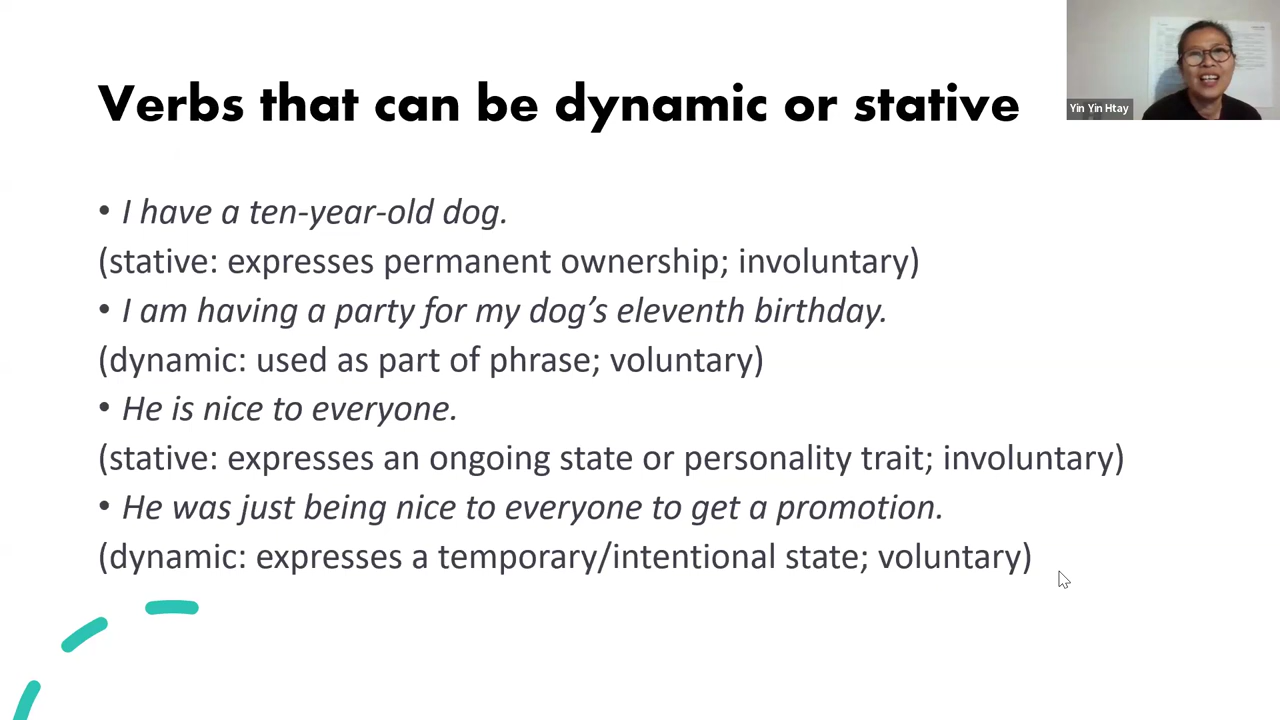 Verbs that can be dynamic or stative
Yin Yin Htay
• I have a ten-year-old dog.
(stative: expresses permanent ownership; involuntary)
• I am having a party for my dog’s eleventh birthday.
(dynamic: used as part of phrase; voluntary)
• He is nice to everyone.
(stative: expresses an ongoing state or personality trait; involuntary)
• He was just being nice to everyone to get a promotion.
(dynamic: expresses a temporary/intentional state; voluntary)